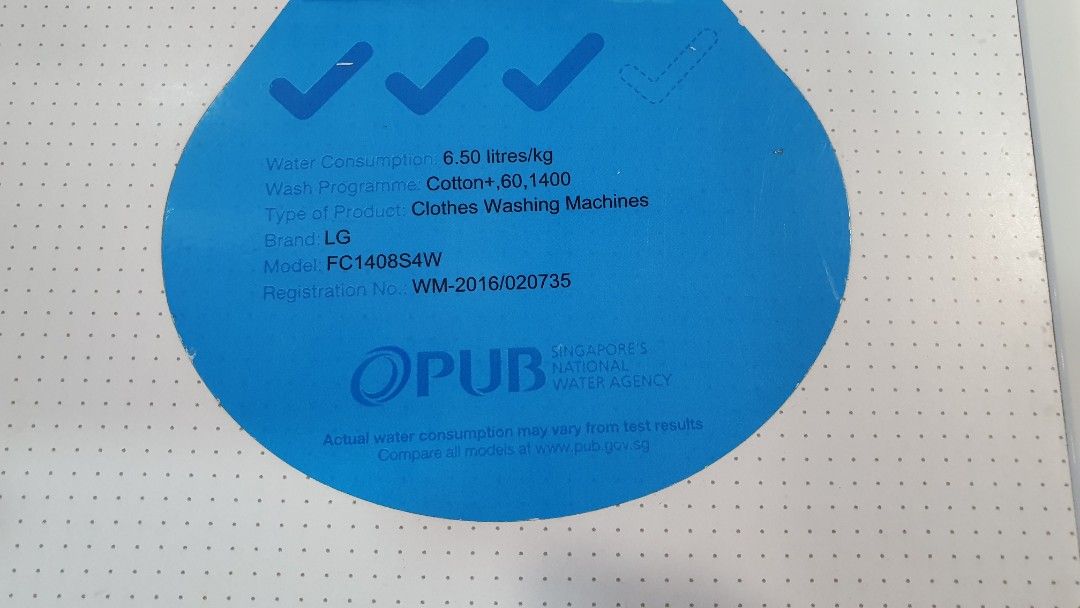 Water Consumption: 6.50 litres/kg
Wash Programme: Cotton+,60,1400
Type of Product: Clothes Washing Machines
Brand: LG
Model: FC1408S4W
Registration No.: WM-2016/020735
PUB SINGAPORE'S
NATIONAL
WATER AGENCY
Actual water consumption may vary from test results
Compare all models at www.pub.gov.sg